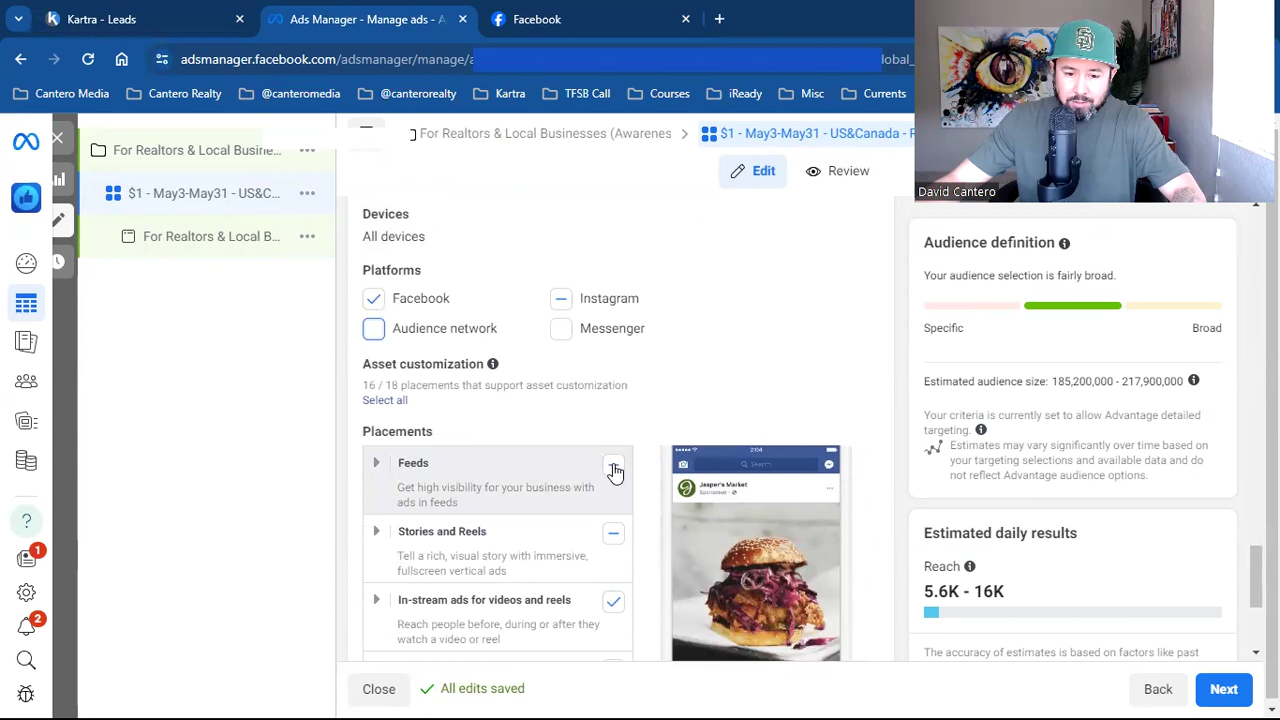 Kartra - Leads
Ads Manager - Manage ads - A
Facebook
adsmanager.facebook.com/adsmanager/manage/a
lobal_
Cantero Media
Cantero Realty
@canteromedia
@canterorealty
Kartra
TFSB Call
Courses
iReady
Misc
Currents
For Realtors & Local Busine...
For Realtors & Local Businesses (Awarenes
$1 - May3-May31 - US&Canada - F
Edit
Review
David Cantero
$1 - May3-May31 - US&C...
For Realtors & Local B...
Devices
All devices
Platforms
Facebook
Instagram
Audience network
Messenger
Asset customization
16 / 18 placements that support asset customization
Select all
Placements
Feeds
Get high visibility for your business with
ads in feeds
Stories and Reels
Tell a rich, visual story with immersive,
fullscreen vertical ads
In-stream ads for videos and reels
Reach people before, during or after they
watch a video or reel
2:04
Search
Jasper's Market
Sponsored
Audience definition
Your audience selection is fairly broad.
Specific
Broad
Estimated audience size: 185,200,000 - 217,900,000
Your criteria is currently set to allow Advantage detailed
targeting.
Estimates may vary significantly over time based on
your targeting selections and available data and do
not reflect Advantage audience options.
Estimated daily results
Reach
5.6K - 16K
The accuracy of estimates is based on factors like past
1
2
Close
All edits saved
Back
Next